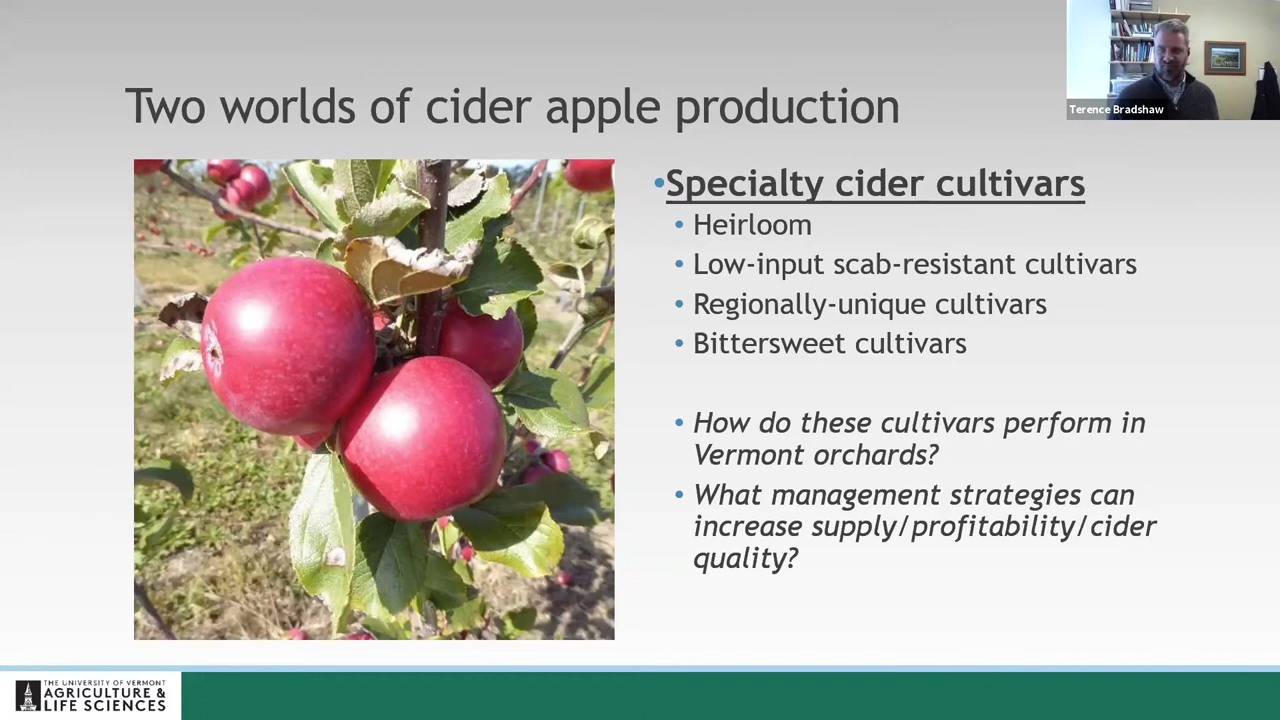 Two worlds of cider apple production
Terence Bradshaw
•Specialty cider cultivars
• Heirloom
• Low-input scab-resistant cultivars
• Regionally-unique cultivars
• Bittersweet cultivars
• How do these cultivars perform in
Vermont orchards?
• What management strategies can
increase supply/profitability/cider
quality?
THE UNIVERSITY OF VERMONT
AGRICULTURE &
LIFE SCIENCES